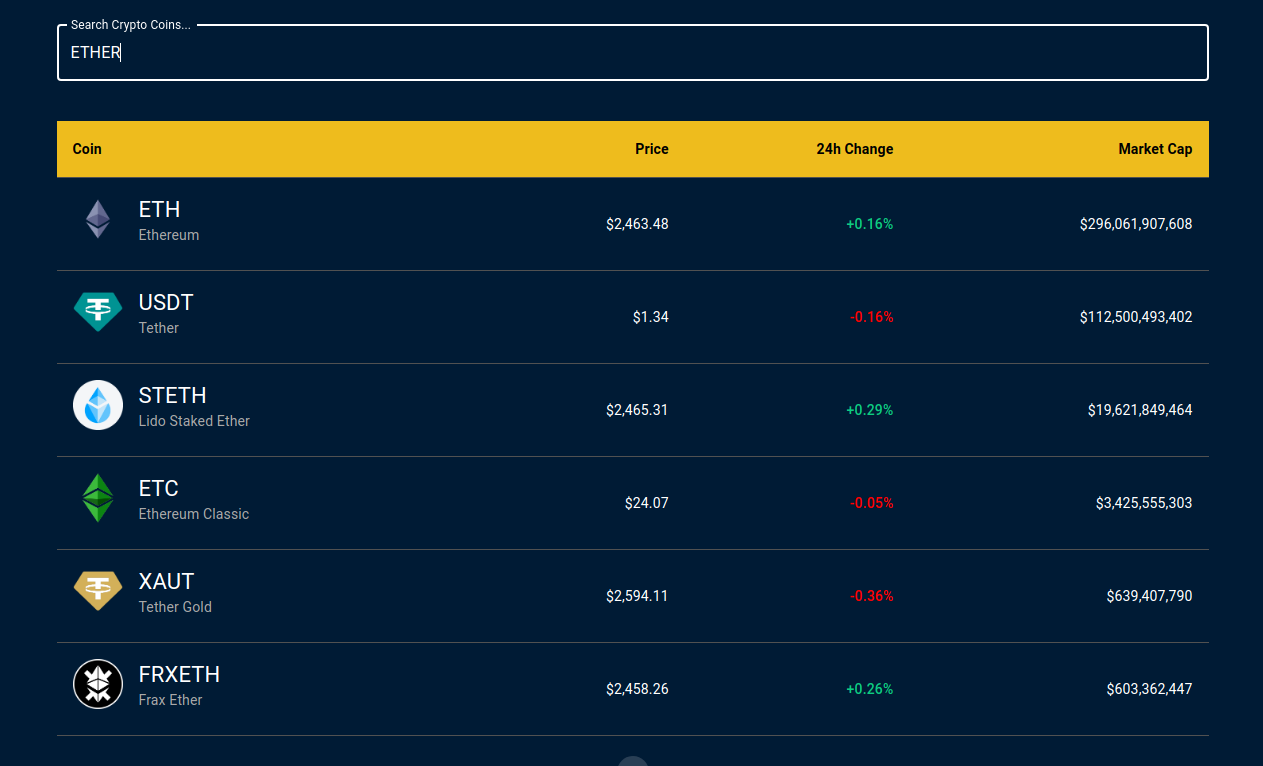 Search Crypto Coins...
ETHER
Coin Price 24h Change Market Cap
ETH
Ethereum
$2,463.48 +0.16% $296,061,907,608
USDT
Tether
$1.34 -0.16% $112,500,493,402
STETH
Lido Staked Ether
$2,465.31 +0.29% $19,621,849,464
ETC
Ethereum Classic
$24.07 -0.05% $3,425,555,303
XAUT
Tether Gold
$2,594.11 -0.36% $639,407,790
FRXETH
Frax Ether
$2,458.26 +0.26% $603,362,447